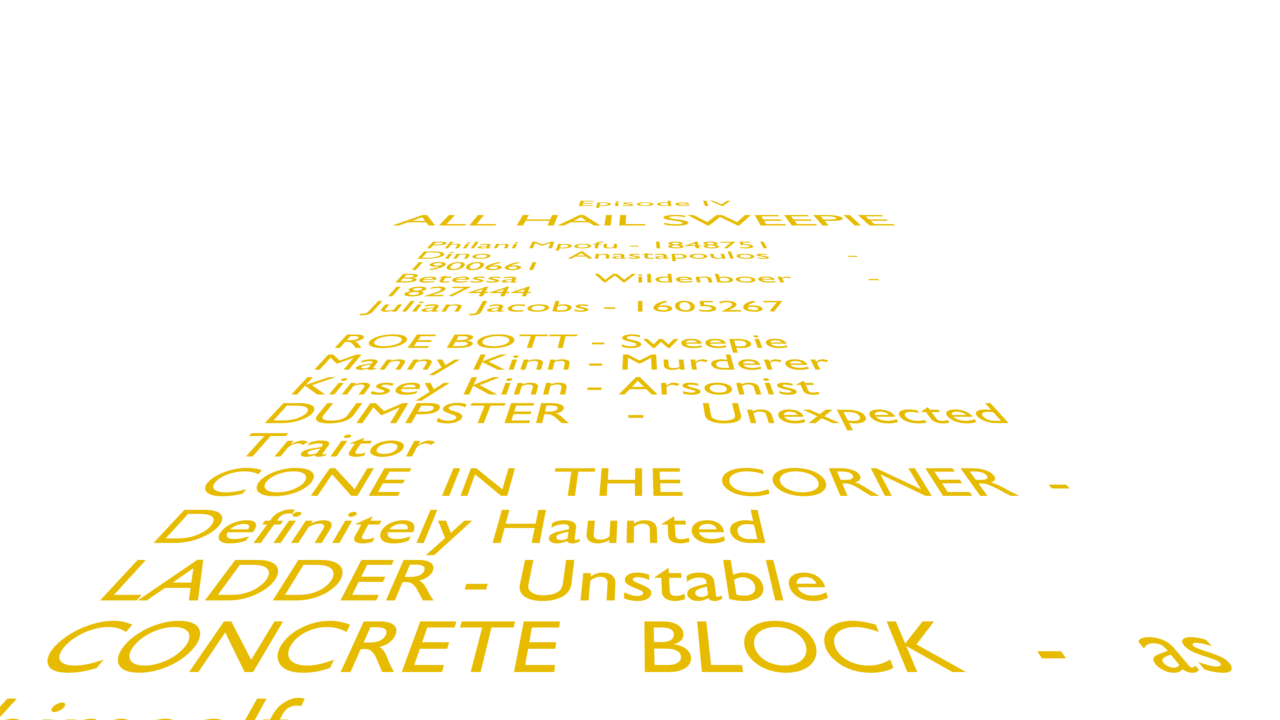 Episode IV
ALL HAIL SWEEPIE
Philani Mpofu - 1848751
Dino Anastapoulos -
1900661
Betessa Wildenboer -
1827444
Julian Jacobs - 1605267
ROE BOTT - Sweepie
Manny Kinn - Murderer
Kinsey Kinn - Arsonist
DUMPSTER - Unexpected
Traitor
CONE IN THE CORNER -
Definitely Haunted
LADDER - Unstable
CONCRETE BLOCK - as
himself